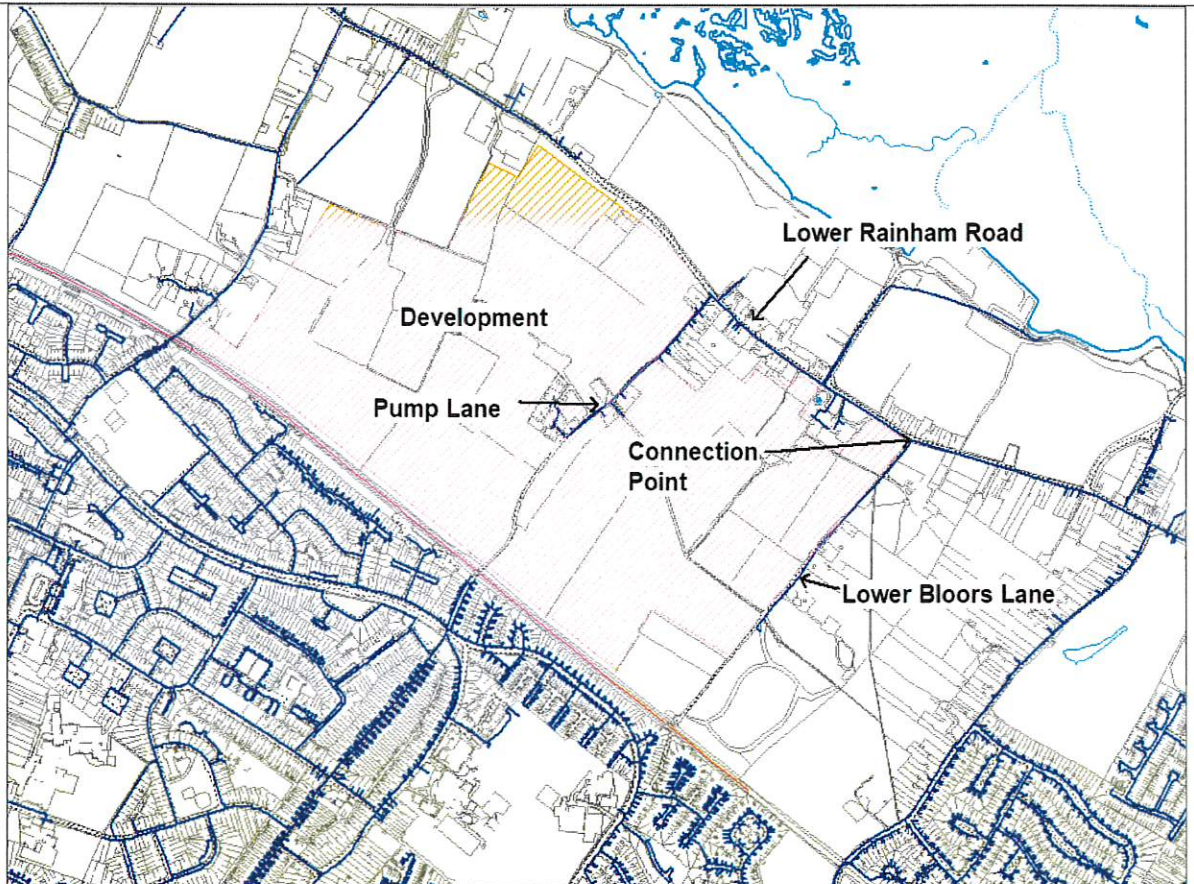 Lower Rainham Road
Development
Pump Lane
Connection
Point
Lower Bloors Lane